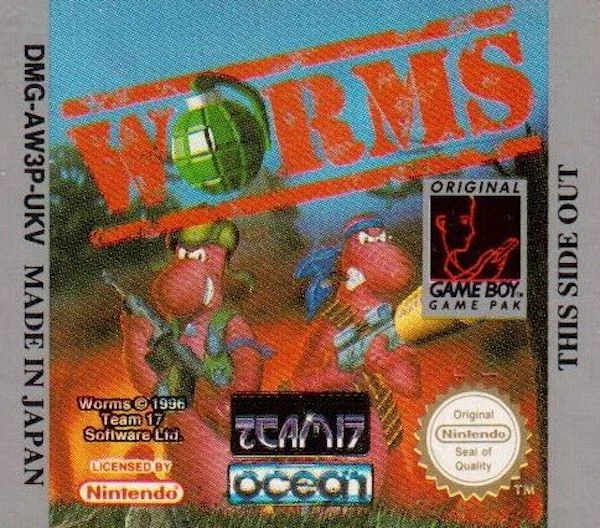 DMG-AW3P-UKV MADE IN JAPAN
WORMS
ORIGINAL
GAME BOY™
GAME PAK
THIS SIDE OUT
Worms © 1996
Team 17
Software Ltd.
LICENSED BY
Nintendo
TEAM17
ocean
Original
Nintendo
Seal of
Quality
TM